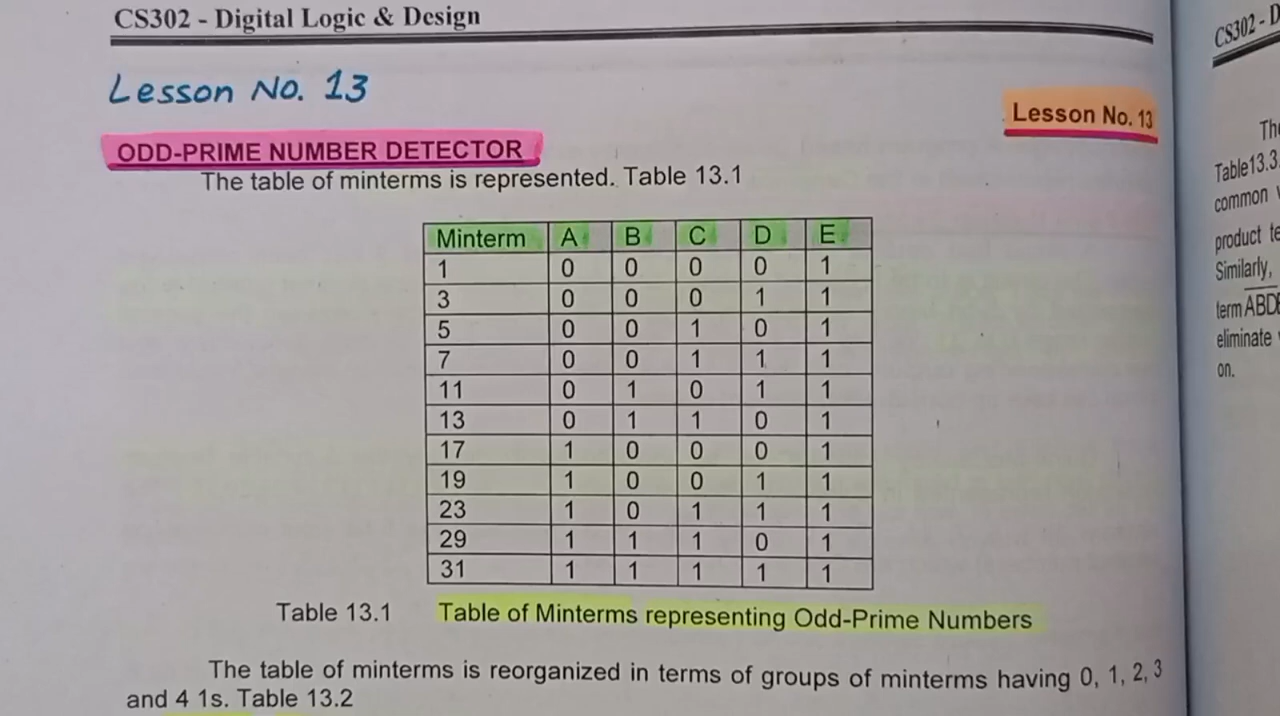 CS302 - Digital Logic & Design
Lesson No. 13
Lesson No. 13
ODD-PRIME NUMBER DETECTOR
The table of minterms is represented. Table 13.1
Minterm A B C D E
1 0 0 0 0 1
3 0 0 0 1 1
5 0 0 1 0 1
7 0 0 1 1 1
11 0 1 0 1 1
13 0 1 1 0 1
17 1 0 0 0 1
19 1 0 0 1 1
23 1 0 1 1 1
29 1 1 1 0 1
31 1 1 1 1 1
Table 13.1 Table of Minterms representing Odd-Prime Numbers
The table of minterms is reorganized in terms of groups of minterms having 0, 1, 2, 3
and 4 1s. Table 13.2
CS302 -
Table13.3
common
product
Similarly,
term
eliminate
on.